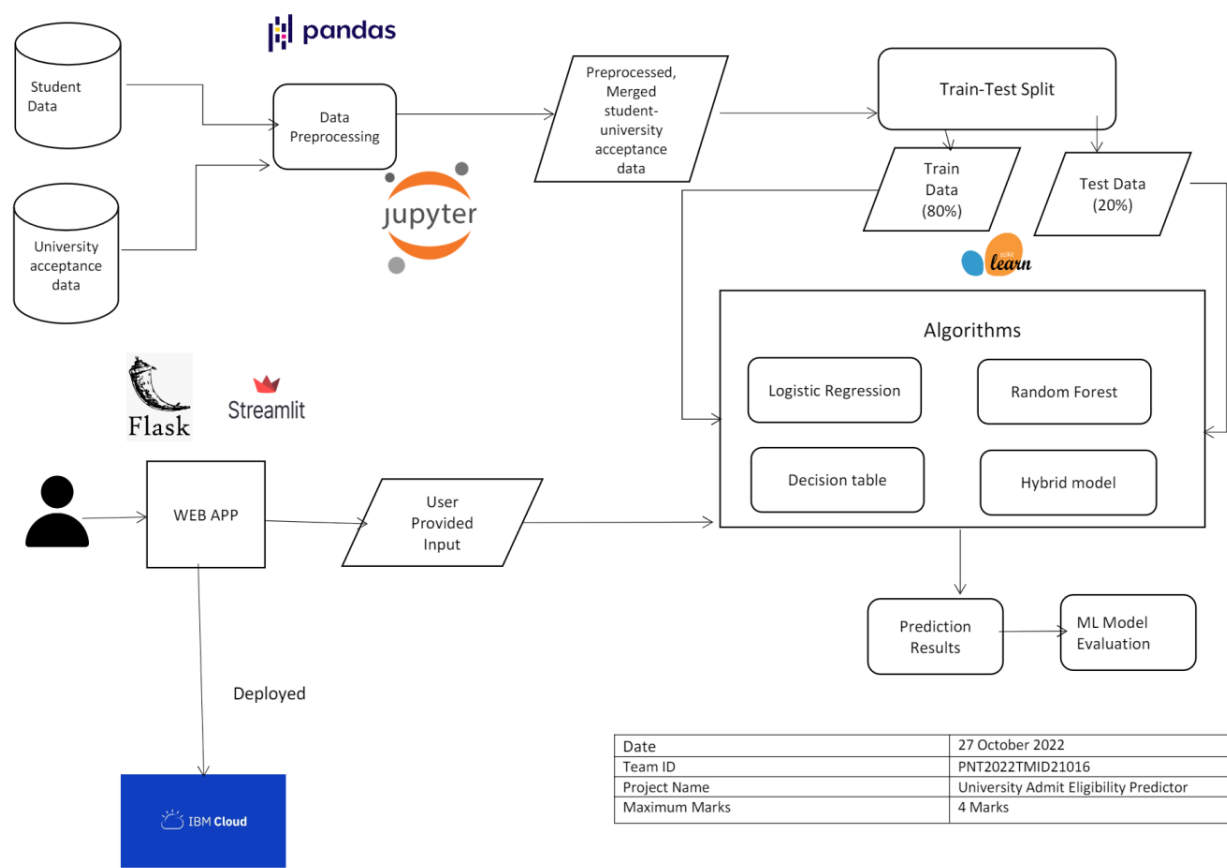 pandas
Student
Data
Data
Preprocessing
Preprocessed,
Merged
student-
university
acceptance
data
Train-Test Split
Train
Data
(80%)
Test Data
(20%)
jupyter
University
acceptance
data
learn
Algorithms
Logistic Regression
Random Forest
Decision table
Hybrid model
Flask
Streamlit
WEB APP
User
Provided
Input
Prediction
Results
ML Model
Evaluation
Deployed
IBM Cloud
Date 27 October 2022
Team ID PNT2022TMID21016
Project Name University Admit Eligibility Predictor
Maximum Marks 4 Marks